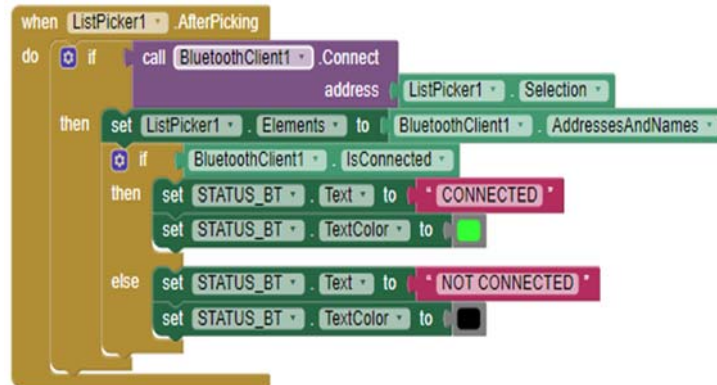 when ListPicker1 .AfterPicking
do if call BluetoothClient1 .Connect
address ListPicker1 . Selection
then set ListPicker1 . Elements to BluetoothClient1 . AddressesAndNames
if BluetoothClient1 . IsConnected
then set STATUS_BT . Text to " CONNECTED "
set STATUS_BT . TextColor to
else set STATUS_BT . Text to " NOT CONNECTED "
set STATUS_BT . TextColor to